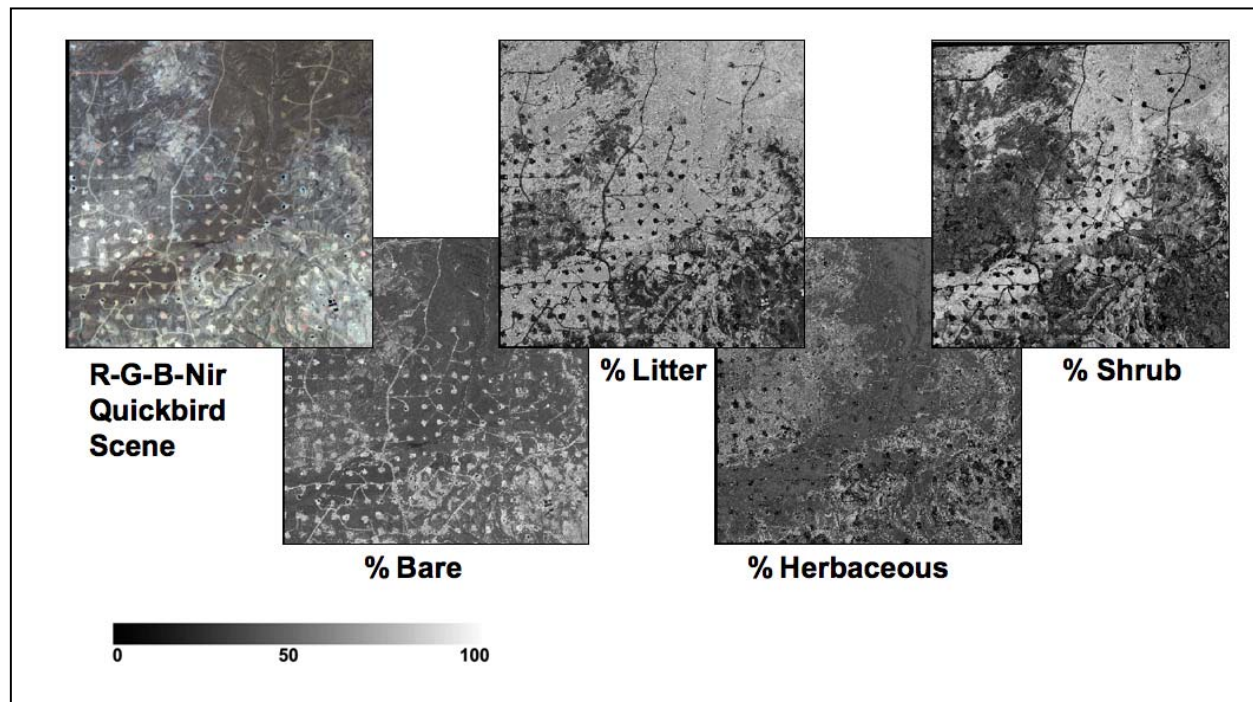 R-G-B-Nir
Quickbird
Scene
% Litter
% Shrub
% Bare
% Herbaceous
0
50
100